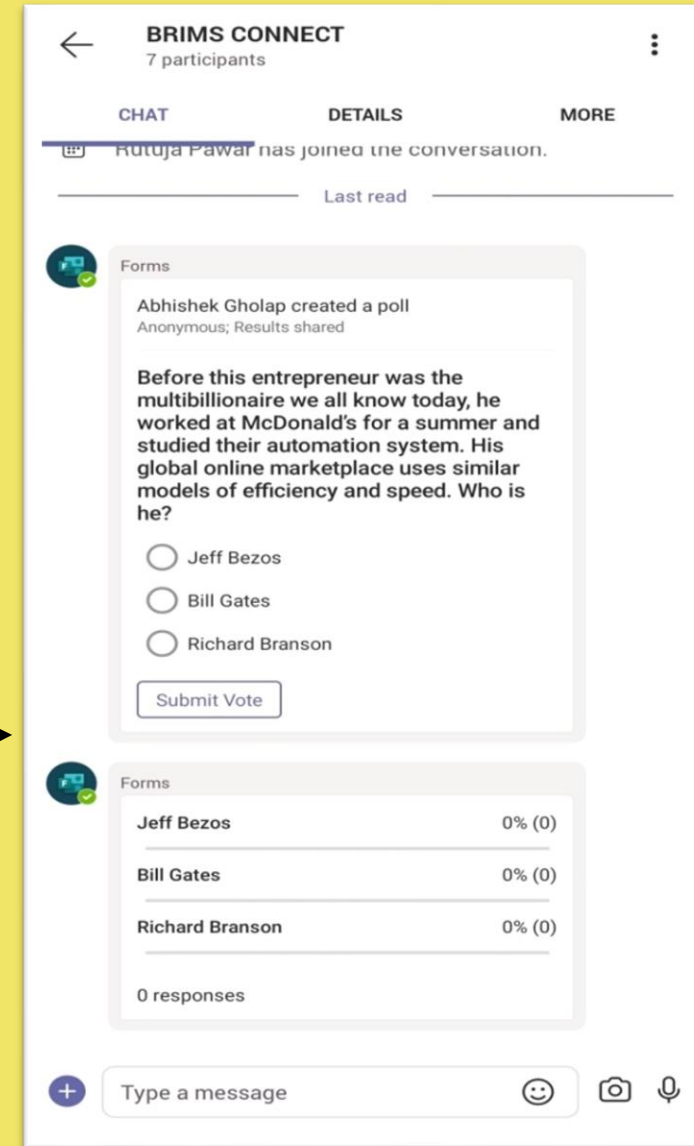 BRIMS CONNECT
7 participants
CHAT DETAILS MORE
Rutuja Pawar has joined the conversation.
Last read
Forms
Abhishek Gholap created a poll
Anonymous; Results shared
Before this entrepreneur was the
multibillionaire we all know today, he
worked at McDonald's for a summer and
studied their automation system. His
global online marketplace uses similar
models of efficiency and speed. Who is
he?
Jeff Bezos
Bill Gates
Richard Branson
Submit Vote
Forms
Jeff Bezos 0% (0)
Bill Gates 0% (0)
Richard Branson 0% (0)
0 responses
Type a message